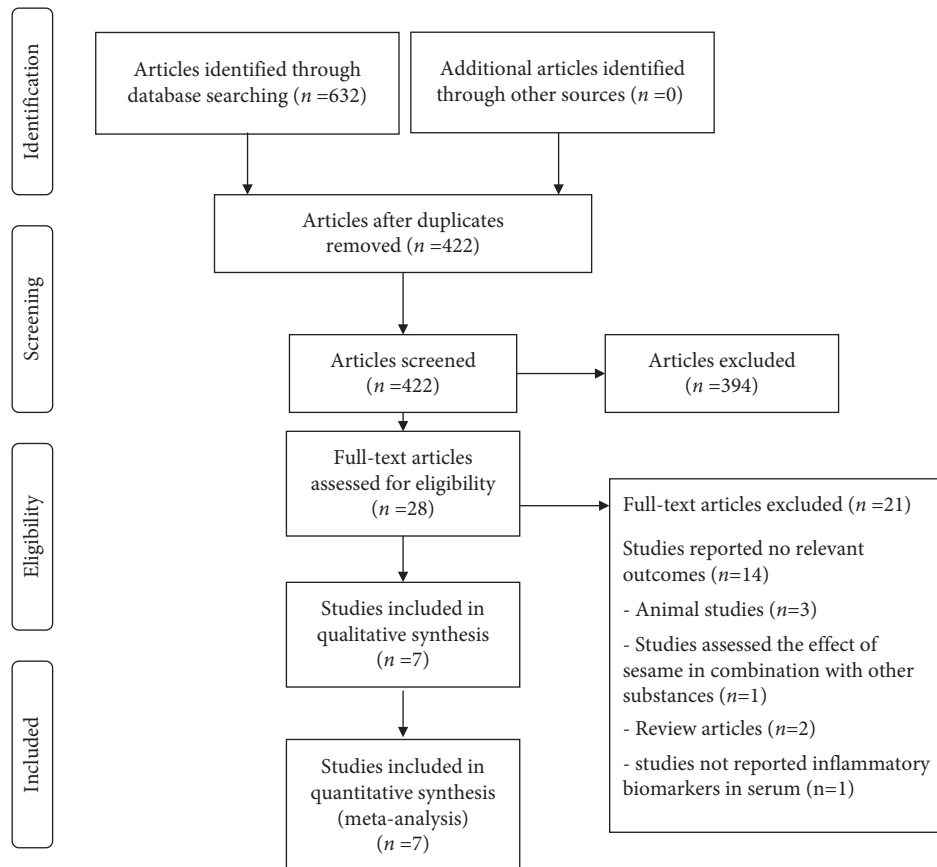 Identification
Articles identified through
database searching (n =632)
Additional articles identified
through other sources (n =0)
Articles after duplicates
removed (n =422)
Screening
Articles screened
(n =422)
Articles excluded
(n =394)
Eligibility
Full-text articles
assessed for eligibility
(n =28)
Full-text articles excluded (n =21)
Studies reported no relevant
outcomes (n=14)
- Animal studies (n=3)
- Studies assessed the effect of
sesame in combination with other
substances (n=1)
- Review articles (n=2)
- studies not reported inflammatory
biomarkers in serum (n=1)
Studies included in
qualitative synthesis
(n =7)
Included
Studies included in
quantitative synthesis
(meta-analysis)
(n =7)